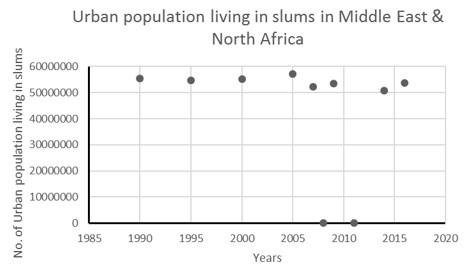 Urban population living in slums in Middle East &
North Africa
No. of Urban population living in slums
60000000
50000000
40000000
30000000
20000000
10000000
0
1985 1990 1995 2000 2005 2010 2015 2020
Years